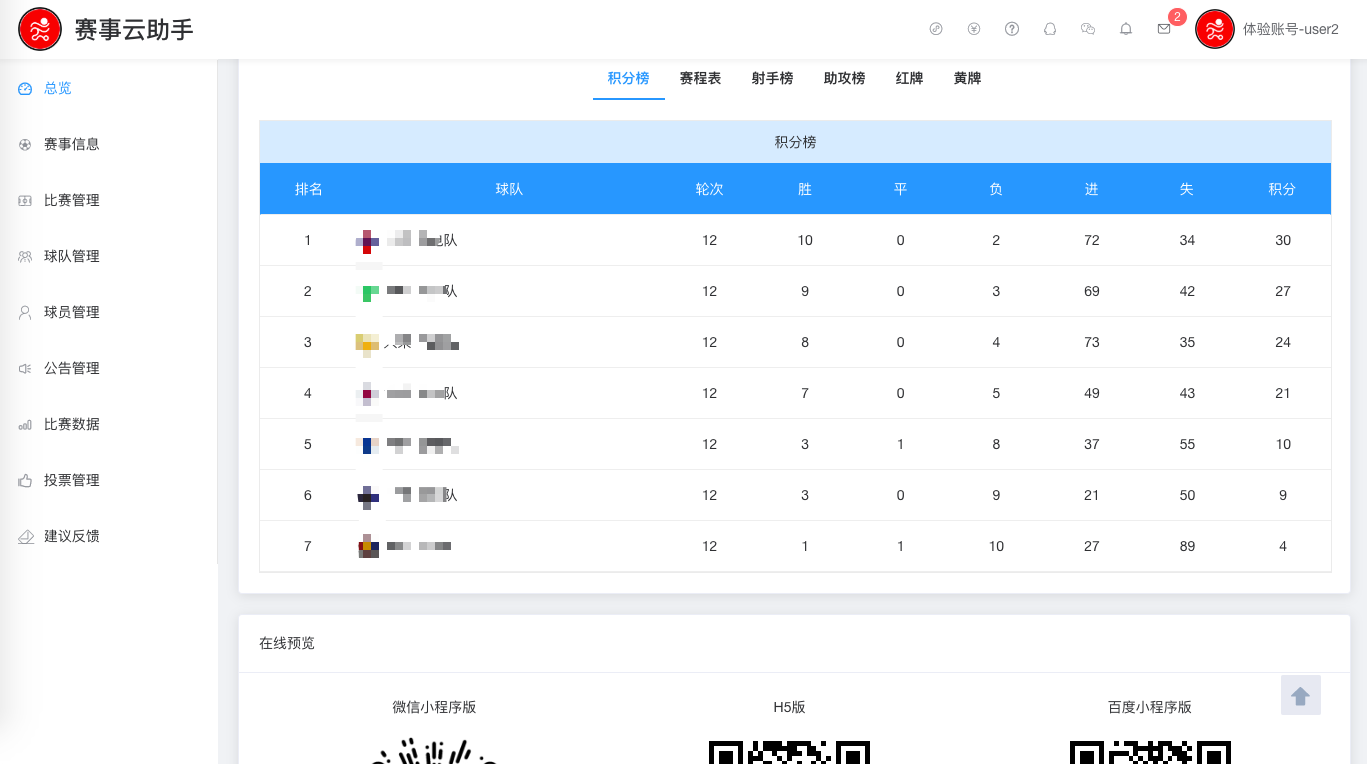 赛事云助手
2
体验账号-user2
总览
赛事信息
比赛管理
球队管理
球员管理
公告管理
比赛数据
投票管理
建议反馈
积分榜 赛程表 射手榜 助攻榜 红牌 黄牌
积分榜
排名 球队 轮次 胜 平 负 进 失 积分
1 队 12 10 0 2 72 34 30
2 队 12 9 0 3 69 42 27
3 12 8 0 4 73 35 24
4 队 12 7 0 5 49 43 21
5 12 3 1 8 37 55 10
6 队 12 3 0 9 21 50 9
7 12 1 1 10 27 89 4
在线预览
微信小程序版 H5版 百度小程序版